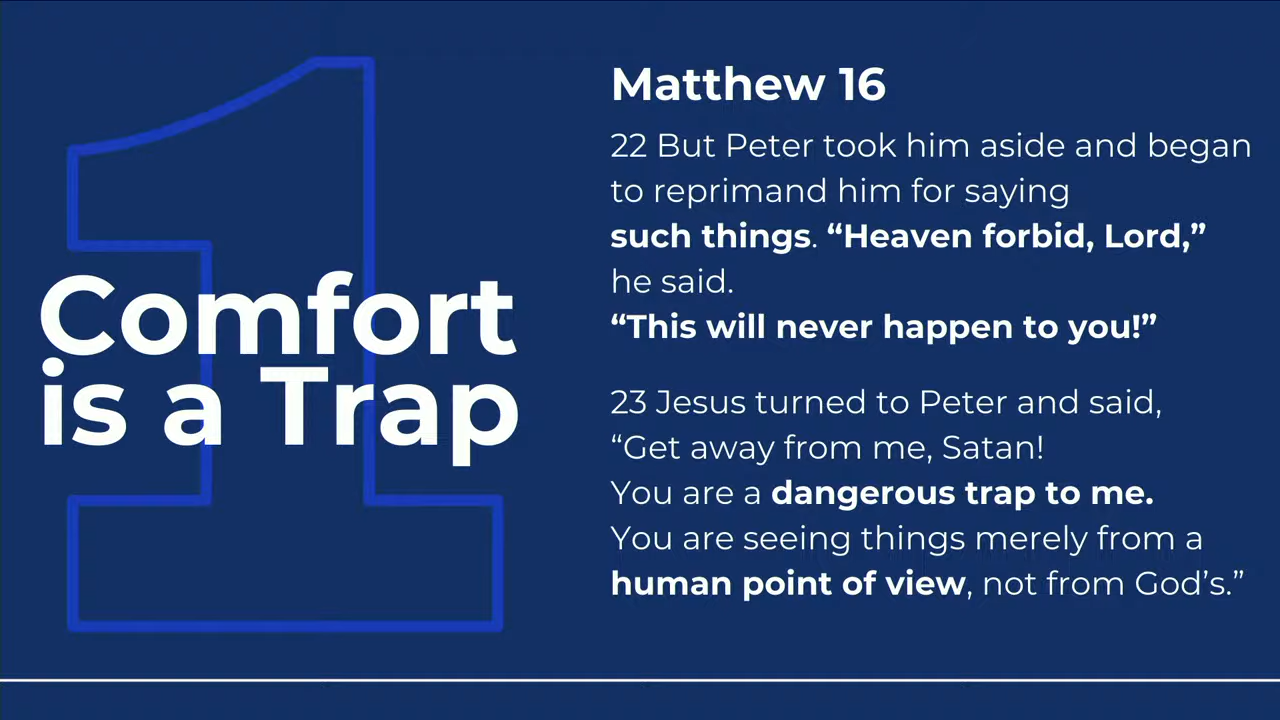 1
Comfort
is a Trap
Matthew 16
22 But Peter took him aside and began
to reprimand him for saying
such things. “Heaven forbid, Lord,”
he said.
“This will never happen to you!”
23 Jesus turned to Peter and said,
“Get away from me, Satan!
You are a dangerous trap to me.
You are seeing things merely from a
human point of view, not from God’s.”